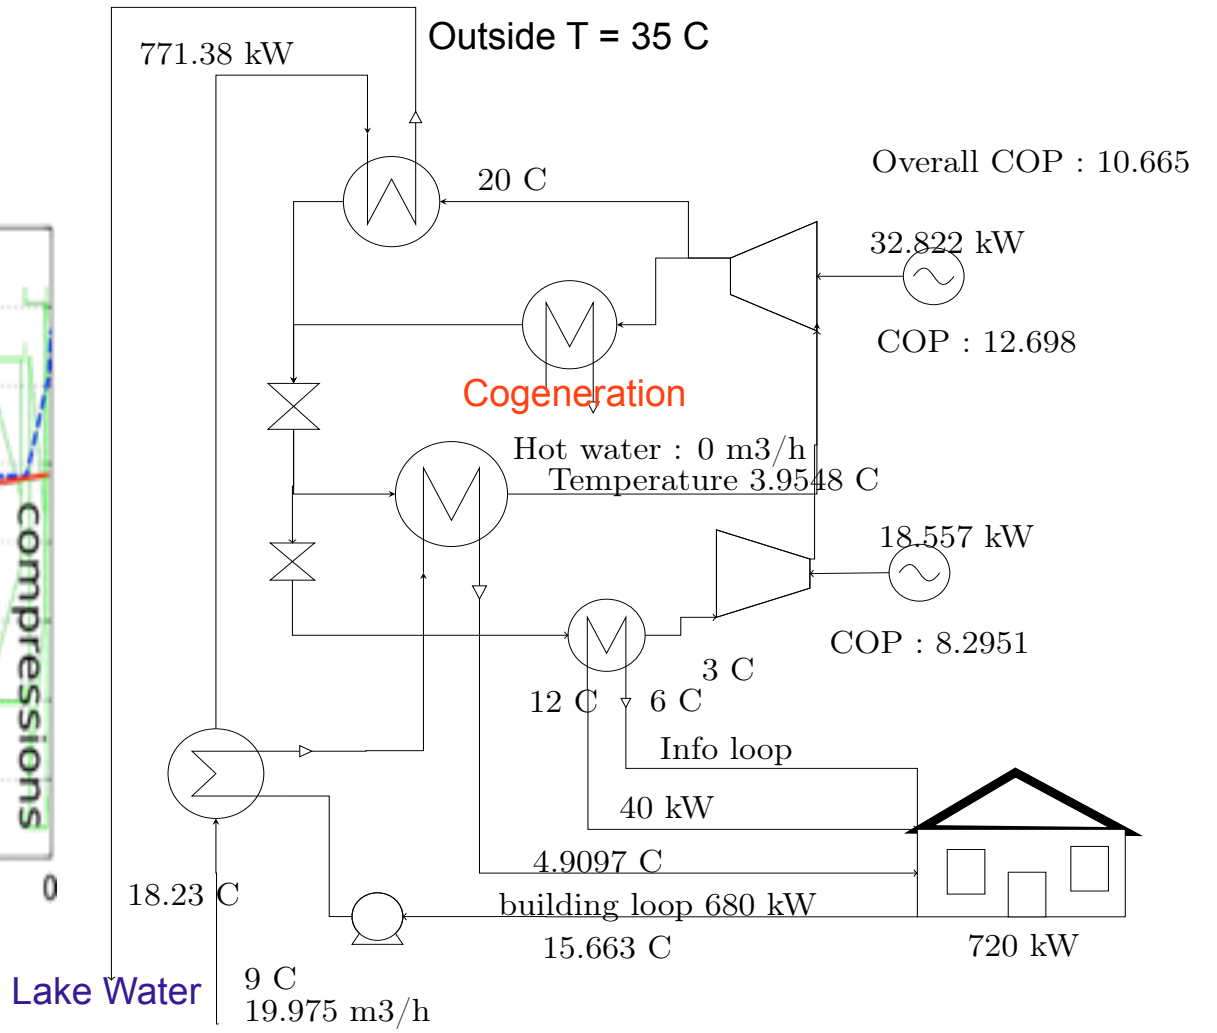 Outside T = 35 C
771.38 kW
Overall COP : 10.665
20 C
32.822 kW
COP : 12.698
Cogeneration
Hot water : 0 m3/h
Temperature 3.9548 C
compressions
18.557 kW
COP : 8.2951
3 C
12 C
6 C
Info loop
40 kW
4.9097 C
0
18.23 C
building loop 680 kW
15.663 C
720 kW
Lake Water
9 C
19.975 m3/h